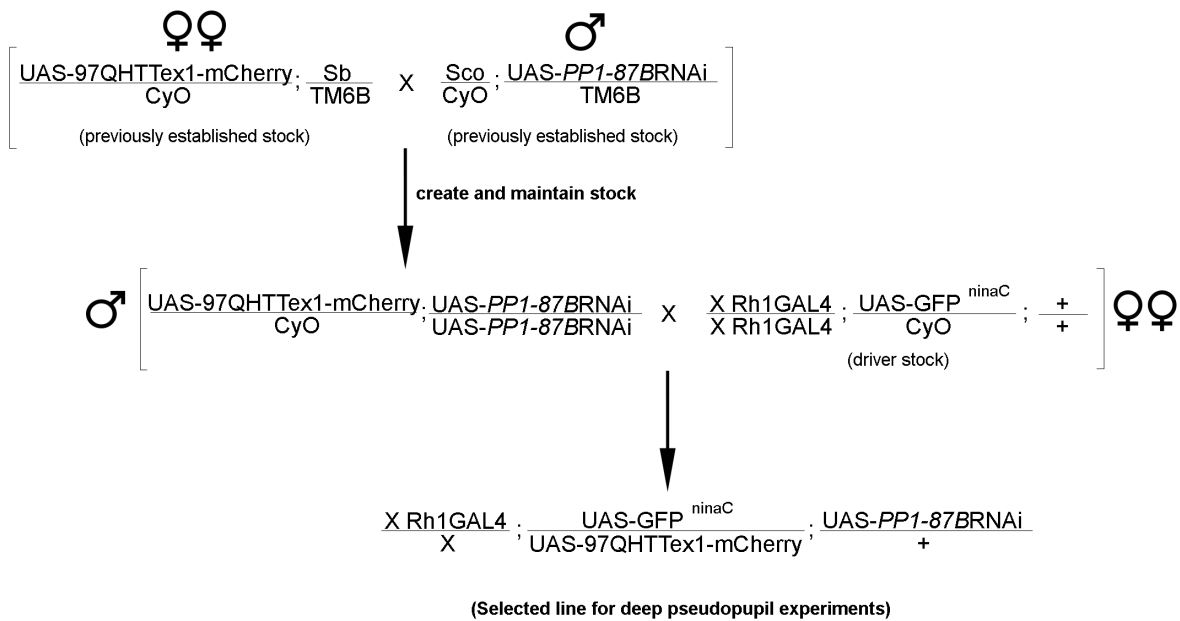 ♀♀ ♂
UAS-97QHTTex1-mCherry ; Sb X Sco ; UAS-PP1-87BRNAi
CyO TM6B CyO TM6B
(previously established stock) (previously established stock)
create and maintain stock
♂ UAS-97QHTTex1-mCherry ; UAS-PP1-87BRNAi X X Rh1GAL4 ; UAS-GFP ninaC ; + ♀♀
CyO UAS-PP1-87BRNAi X Rh1GAL4 CyO +
(driver stock)
X Rh1GAL4 ; UAS-GFP ninaC ; UAS-PP1-87BRNAi
X UAS-97QHTTex1-mCherry +
(Selected line for deep pseudopupil experiments)